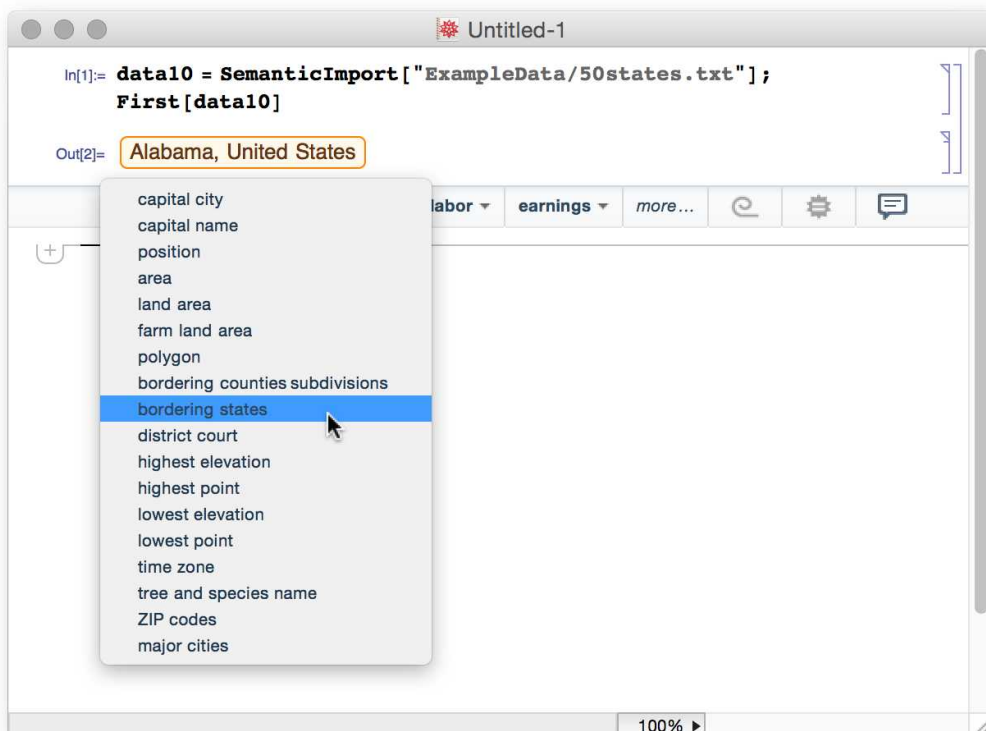 Untitled-1
In[1]:= data10 = SemanticImport["ExampleData/50states.txt"];
First[data10]
Out[2]= Alabama, United States
labor earnings more...
capital city
capital name
position
area
land area
farm land area
polygon
bordering counties subdivisions
bordering states
district court
highest elevation
highest point
lowest elevation
lowest point
time zone
tree and species name
ZIP codes
major cities
100%